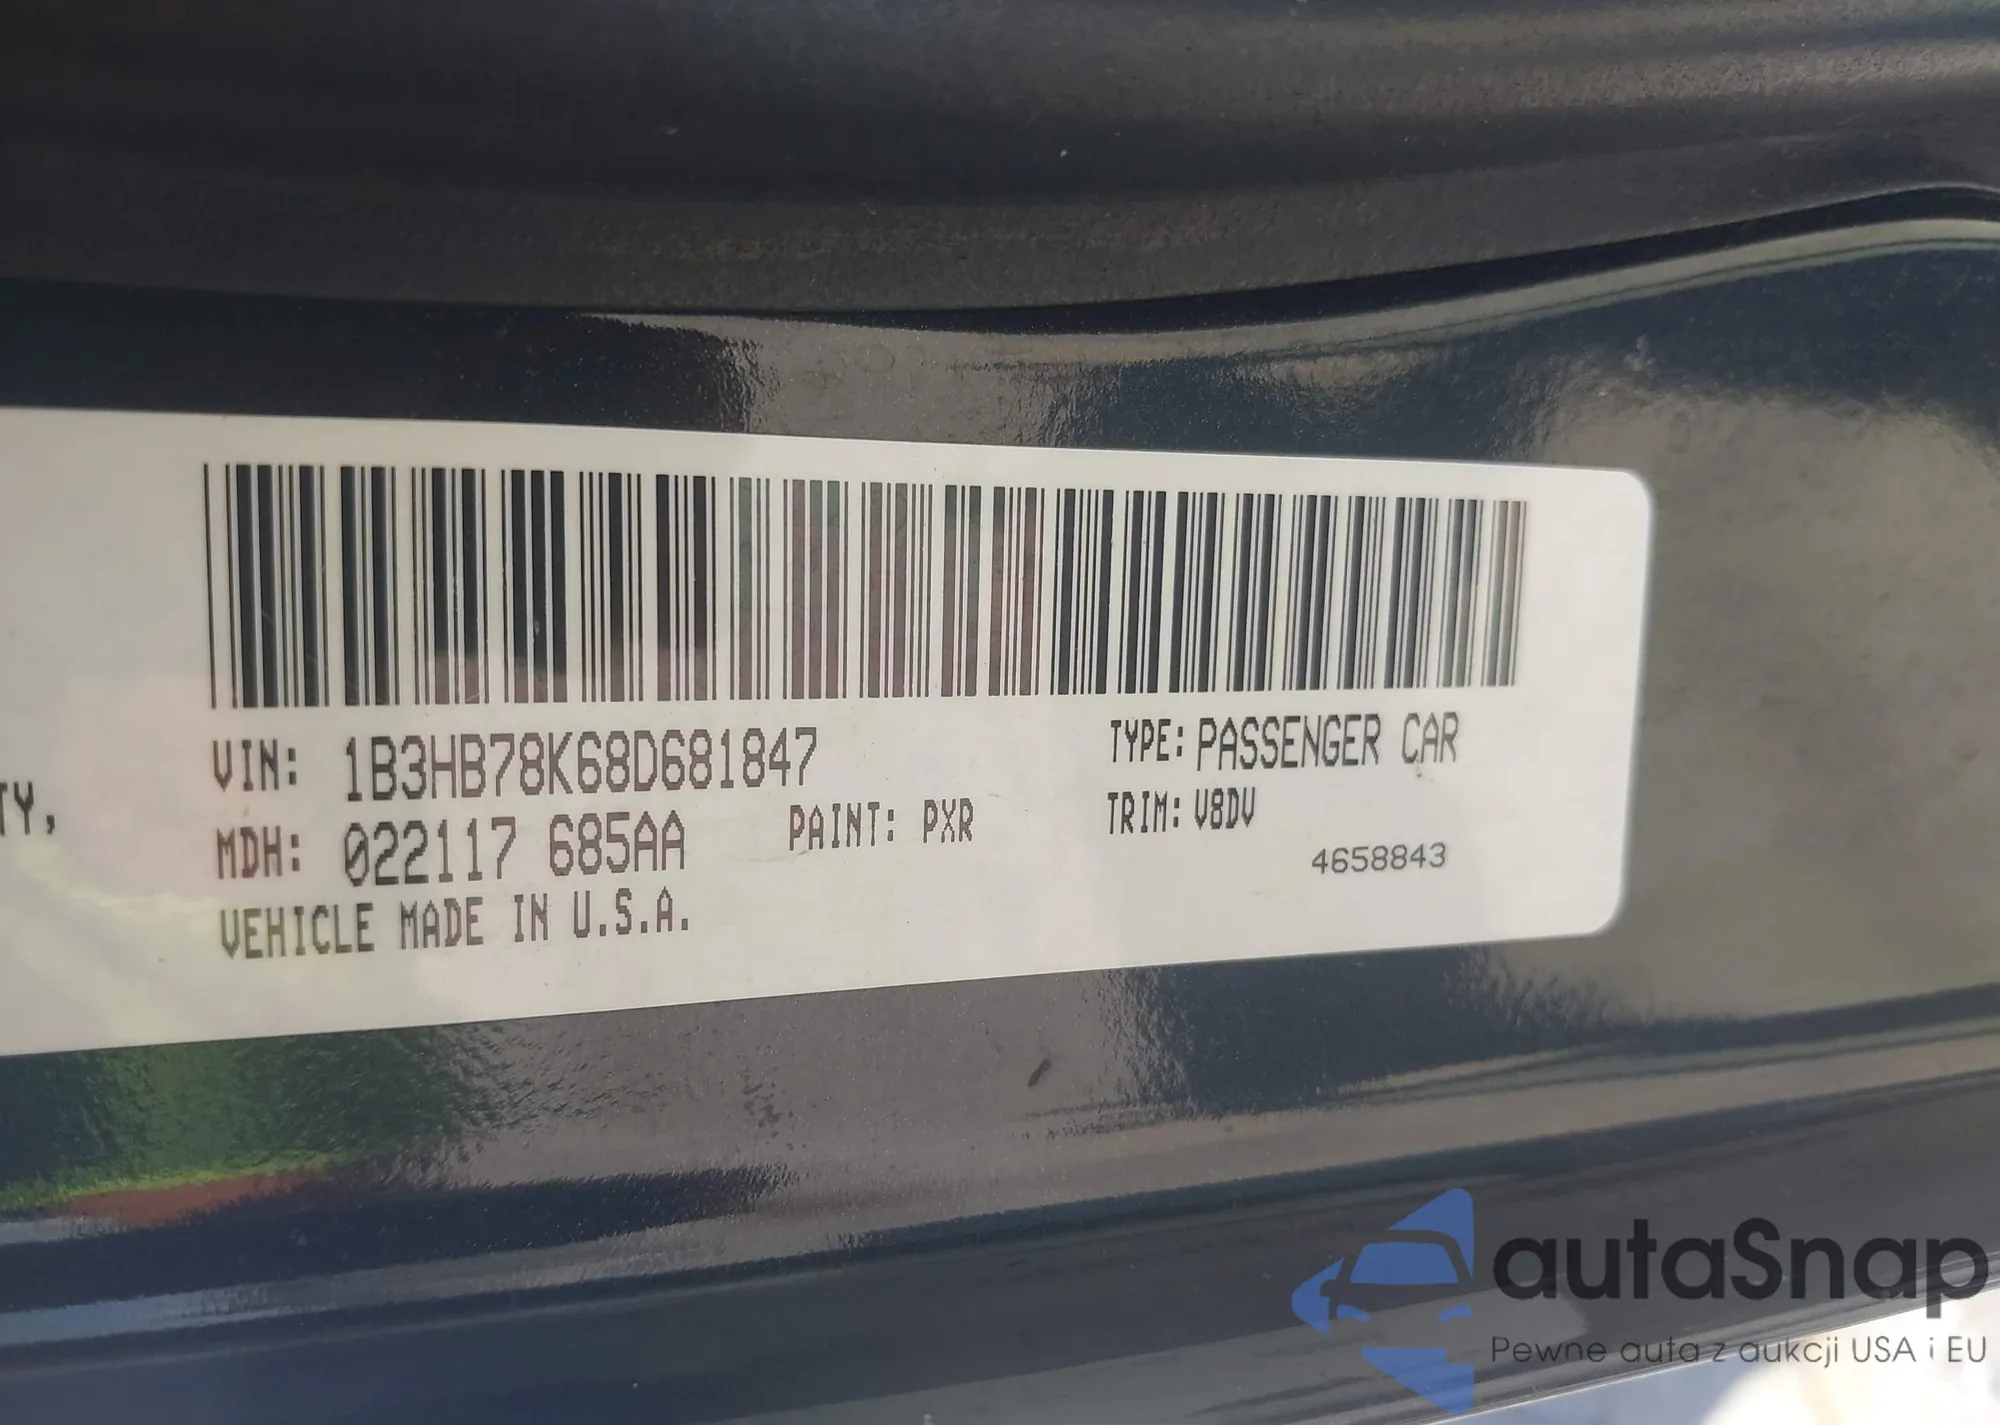 TY,
VIN: 1B3HB78K68D681847
TYPE: PASSENGER CAR
MDH: 022117 685AA
PAINT: PXR
TRIM: V8DV
4658843
VEHICLE MADE IN U.S.A.
autaSnap
Pewne auta z aukcji USA i EU